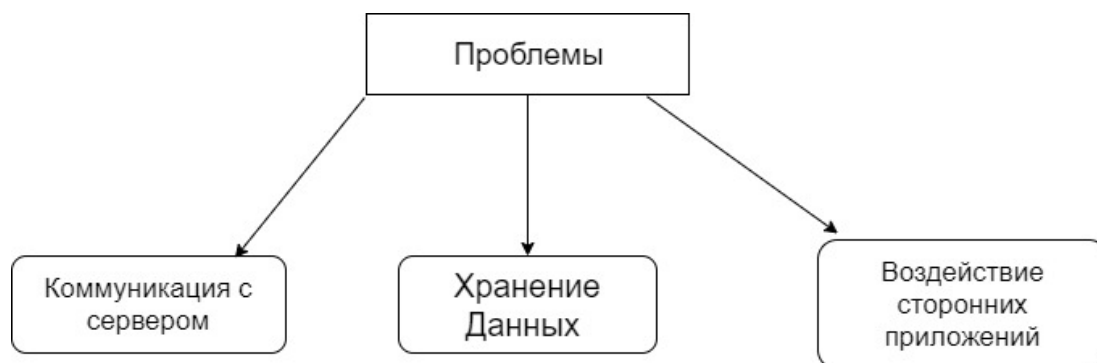 Проблемы
Коммуникация с
сервером
Хранение
Данных
Воздействие
сторонних
приложений